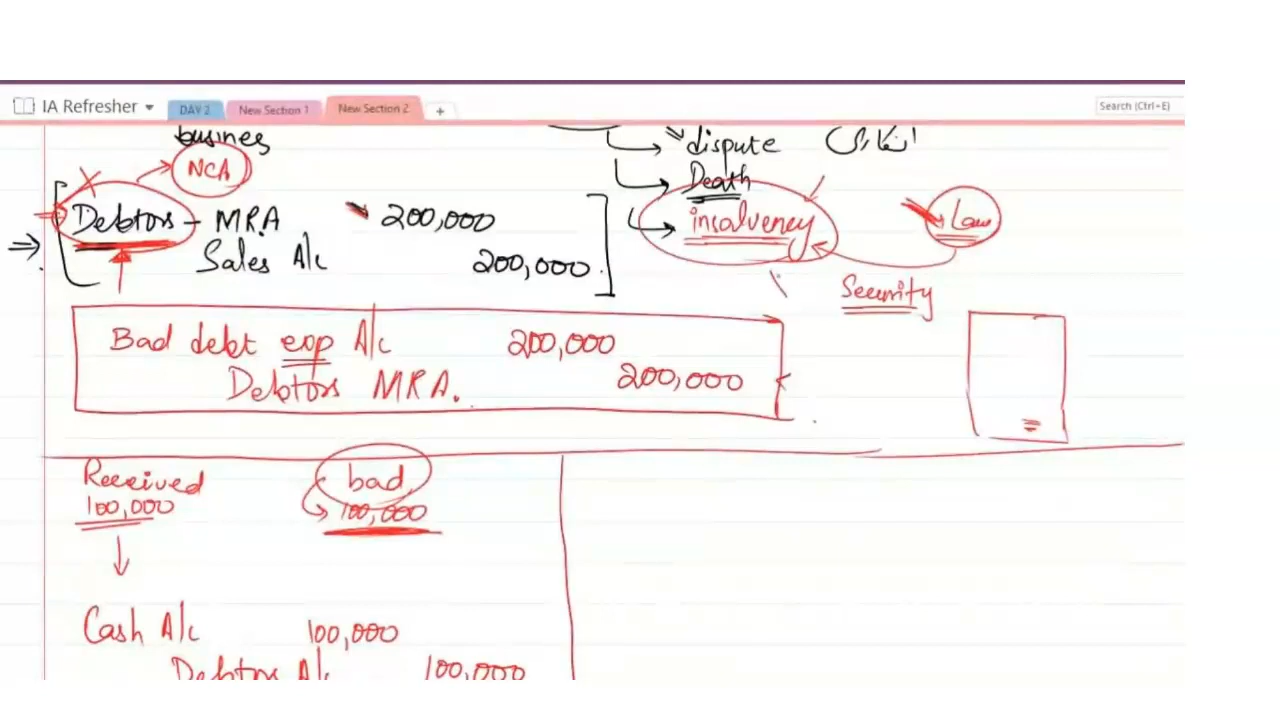 IA Refresher DAY 2 New Section 1 New Section 2 + Search (Ctrl+E)
busines
NCA
Debtors - MRA 200,000
Sales A/c 200,000
dispute
Death
insolvency Law
Security
Bad debt exp A/c 200,000
Debtors MRA. 200,000
Received bad
100,000 100,000
Cash A/c 100,000
Debtors A/c 100,000